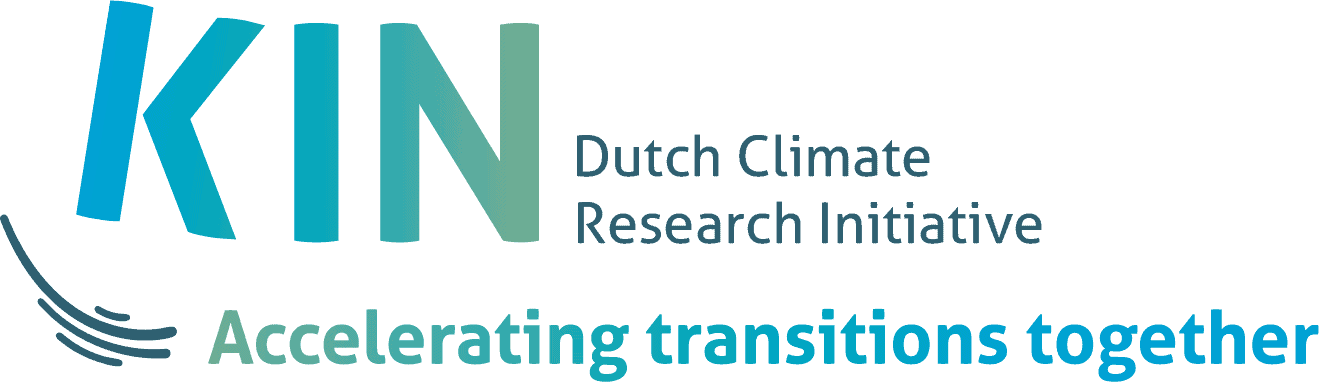 KIN
Dutch Climate
Research Initiative
Accelerating transitions together